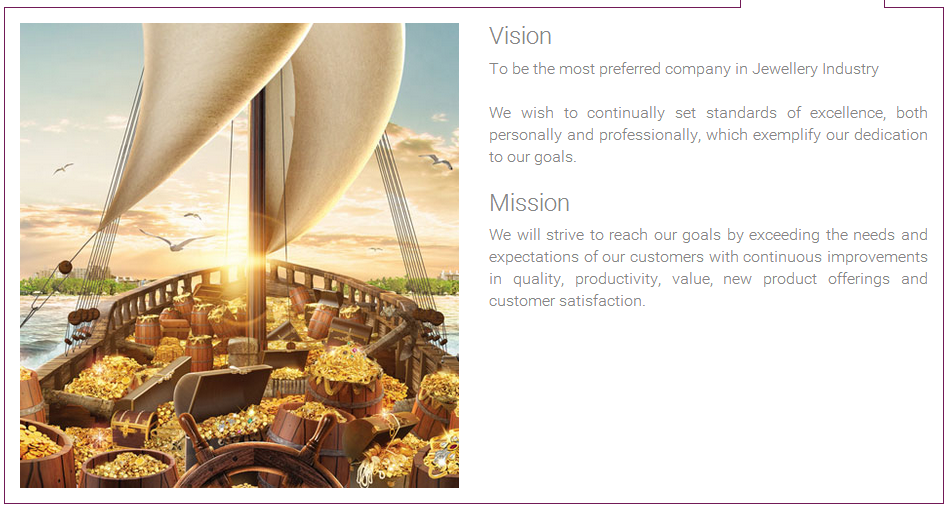 Vision
To be the most preferred company in Jewellery Industry
We wish to continually set standards of excellence, both
personally and professionally, which exemplify our dedication
to our goals.
Mission
We will strive to reach our goals by exceeding the needs and
expectations of our customers with continuous improvements
in quality, productivity, value, new product offerings and
customer satisfaction.